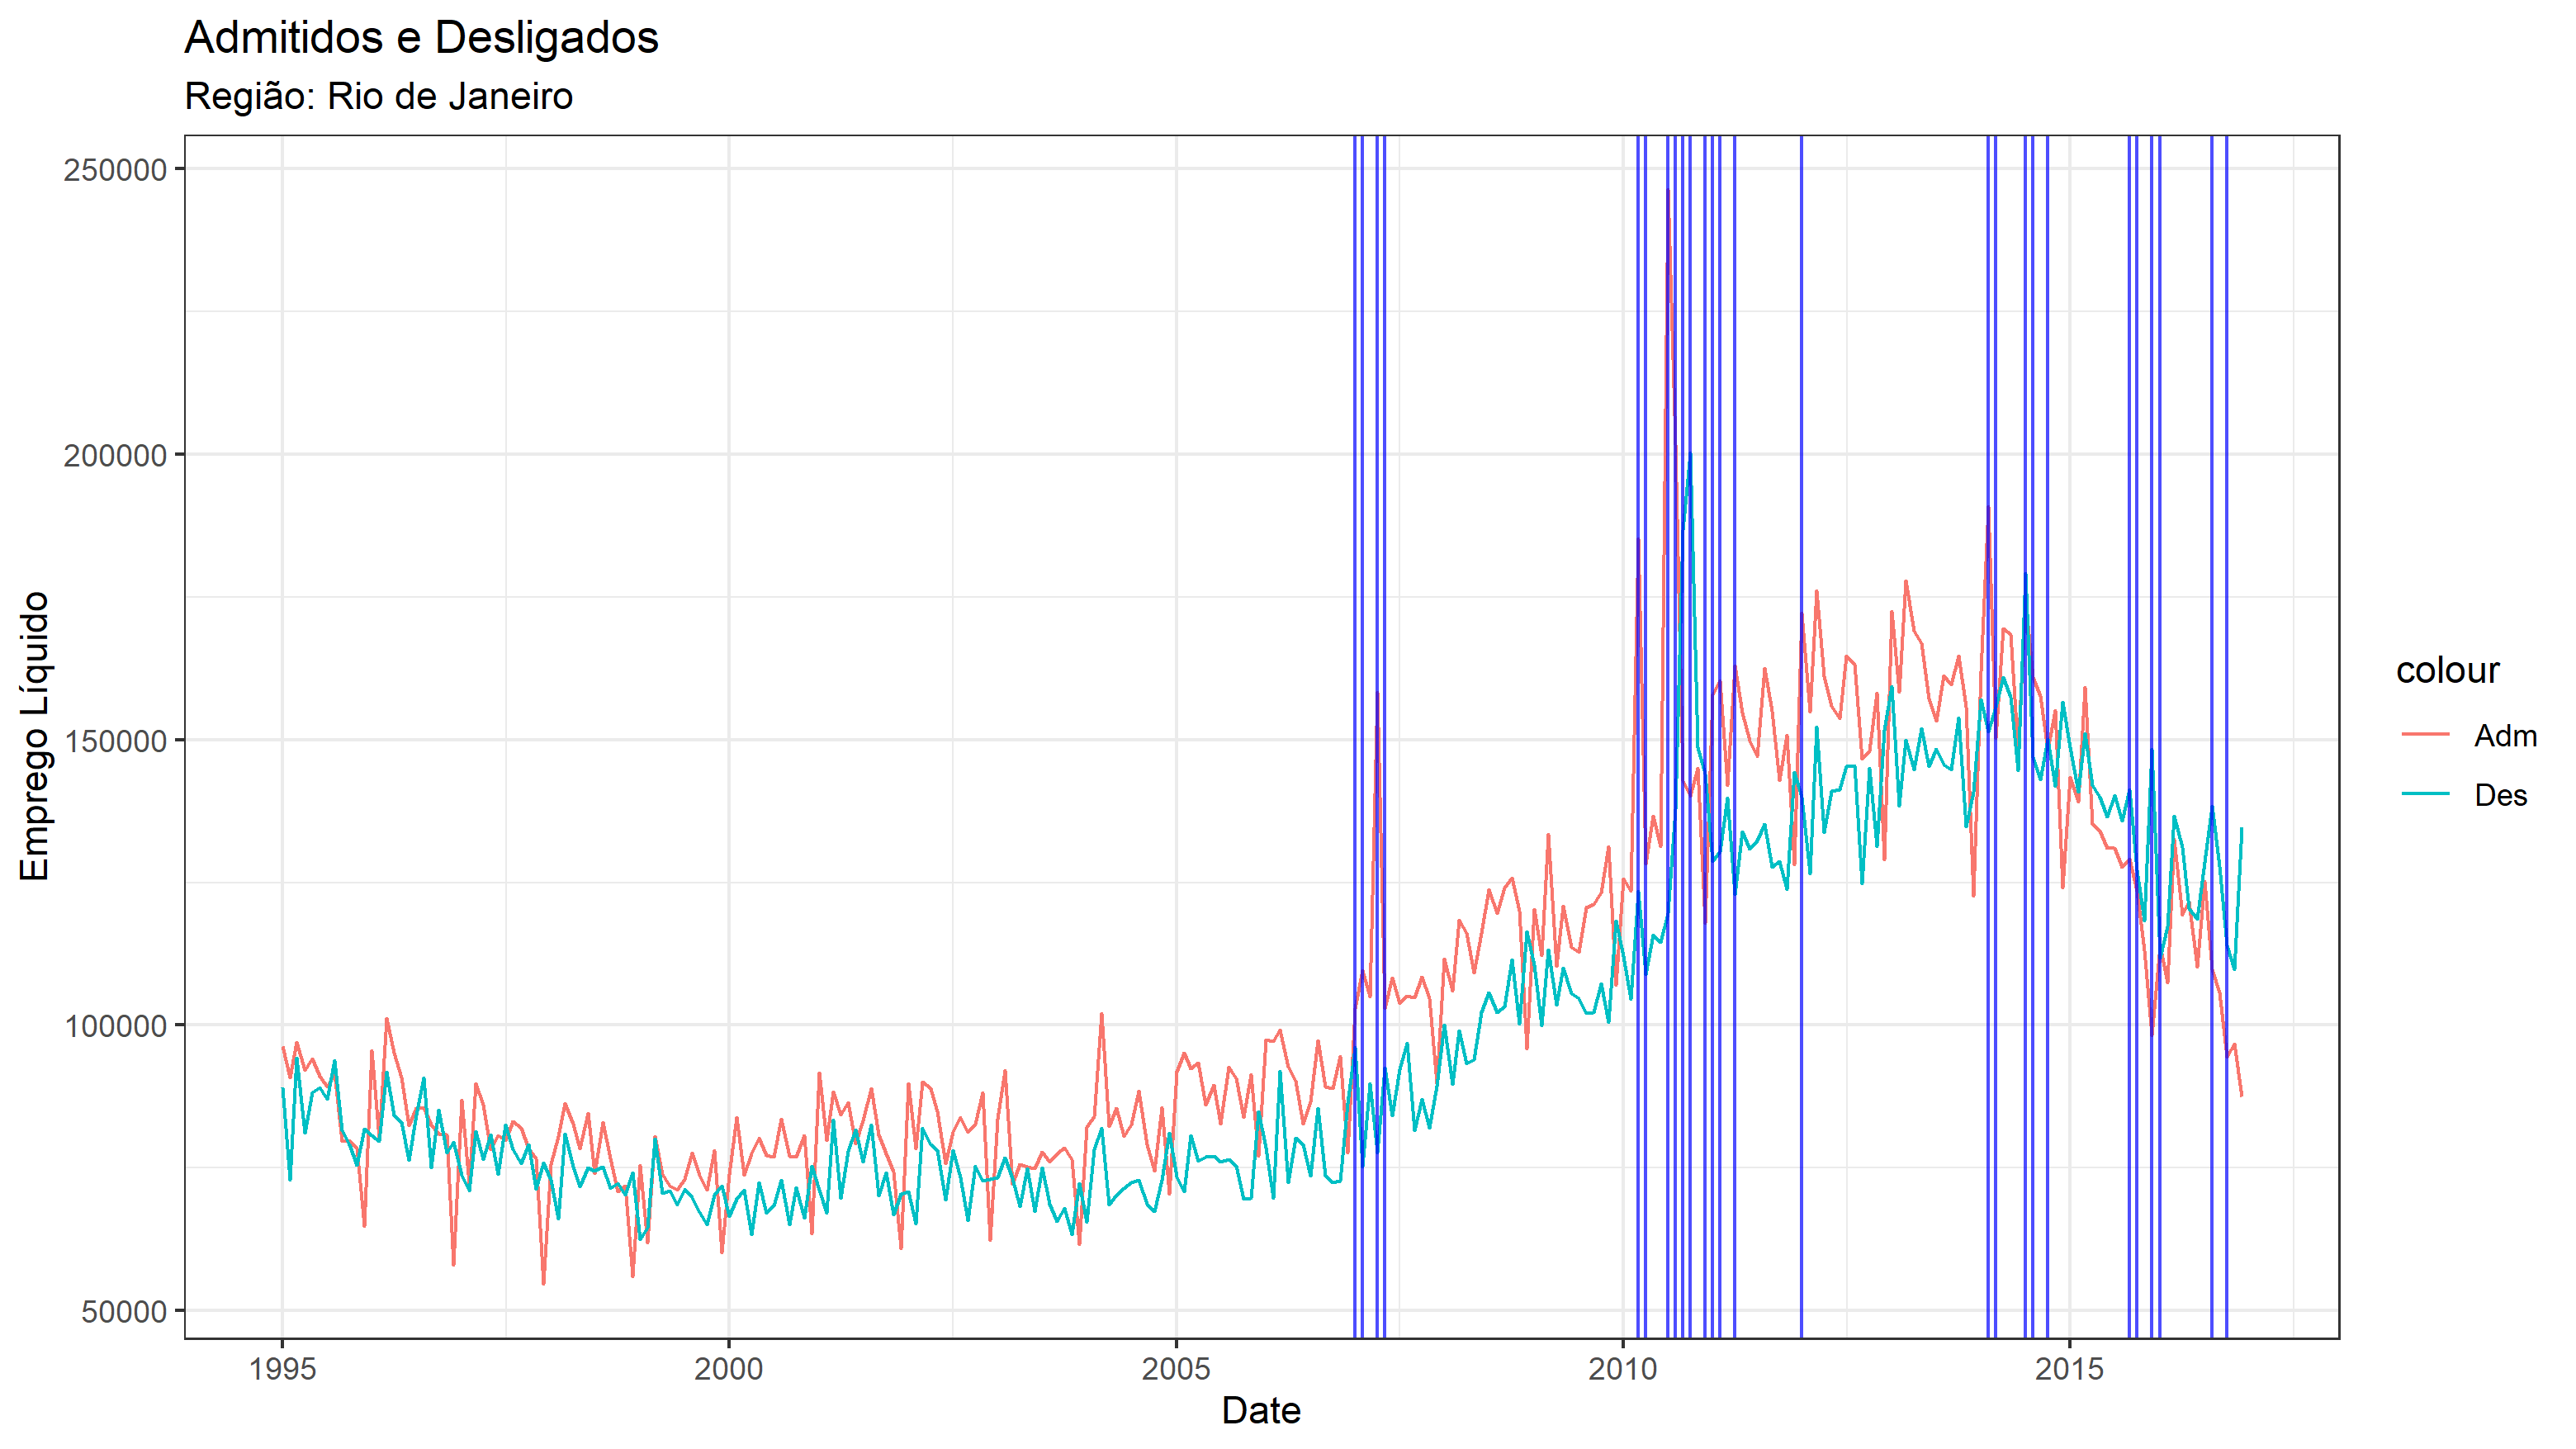 Admitidos e Desligados
Região: Rio de Janeiro
250000
200000
150000
100000
50000
Emprego Líquido
1995
2000
2005
2010
2015
Date
colour
Adm
Des